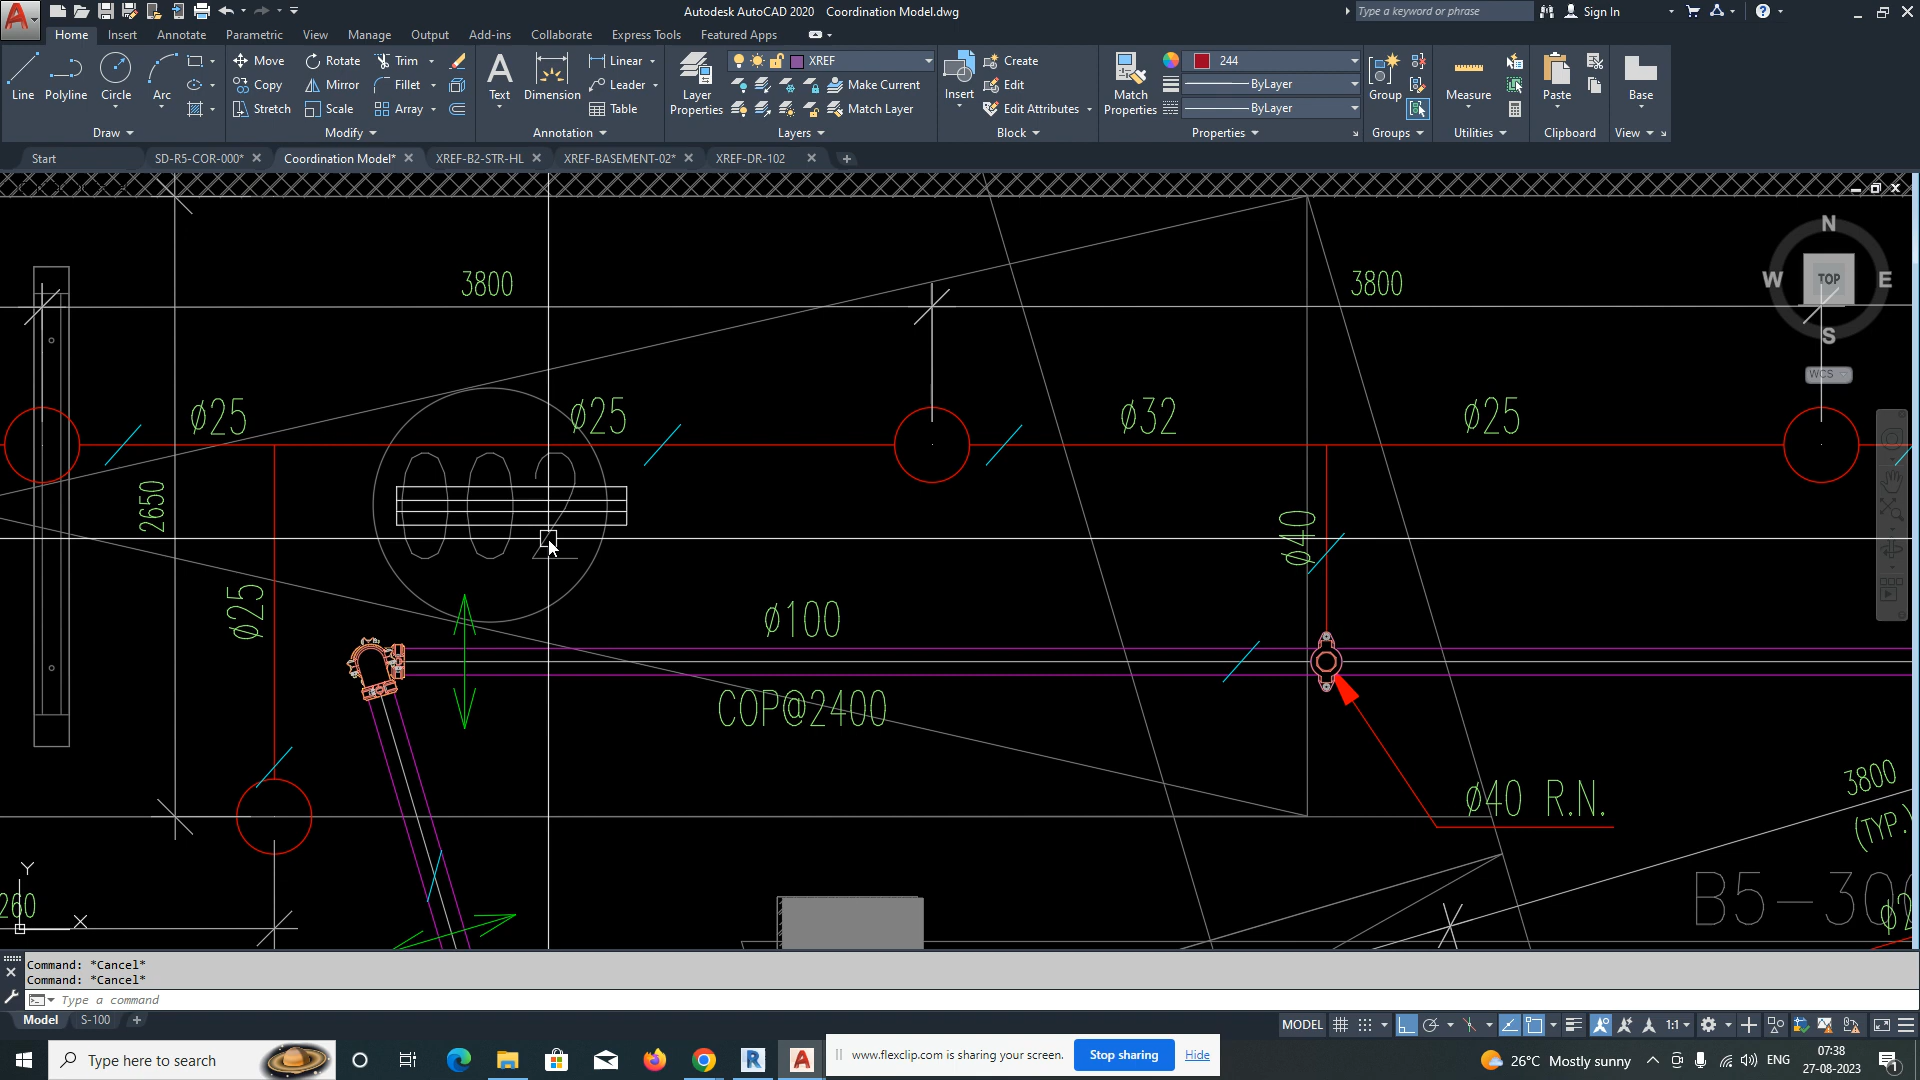 Autodesk AutoCAD 2020 Coordination Model.dwg
Type a keyword or phrase
Sign In
Home Insert Annotate Parametric View Manage Output Add-ins Collaborate Express Tools Featured Apps
Line Polyline Circle Arc
Move Rotate Trim
Copy Mirror Fillet
Stretch Scale Array
Text Dimension
Linear
Leader
Table
Layer Properties
XREF
Make Current
Match Layer
Insert
Create
Edit
Edit Attributes
Match Properties
244
ByLayer
ByLayer
Group
Measure
Paste
Base
Draw Modify Annotation Layers Block Properties Groups Utilities Clipboard View
Start SD-R5-COR-000* Coordination Model* XREF-B2-STR-HL XREF-BASEMENT-02* XREF-DR-102
N
W TOP E
S
WCS
3800 3800
ø25 ø25 ø32 ø25
2650
002
ø40
ø25
ø100
COP@2400
ø40 R.N.
3800
(TYP.)
B5-30
ø2
260
Y
X
Command: *Cancel*
Command: *Cancel*
Type a command
Model S-100
MODEL 1:1
Type here to search
www.flexclip.com is sharing your screen. Stop sharing Hide
26°C Mostly sunny
ENG
07:38
27-08-2023
1